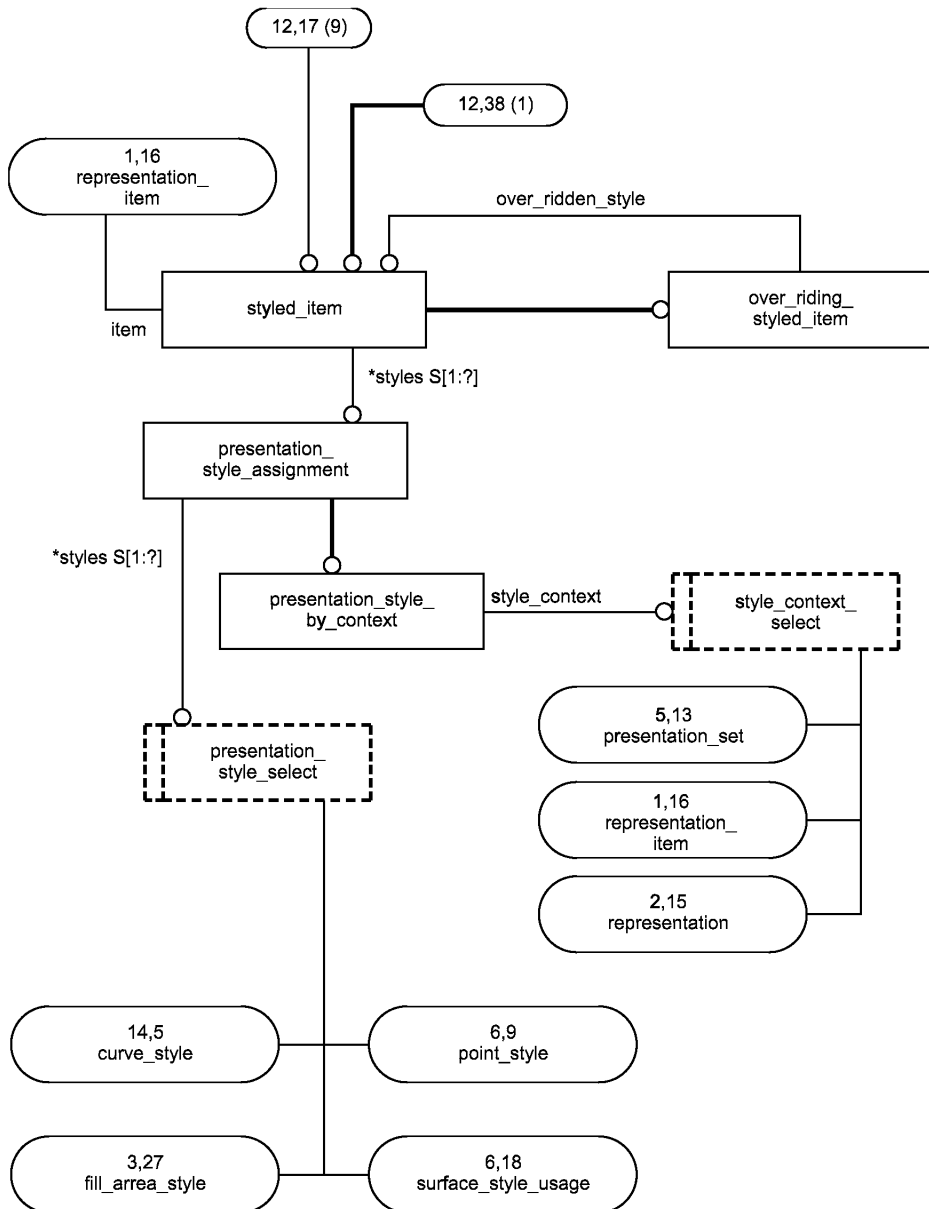 12,17 (9)
12,38 (1)
1,16
representation_
item
over_ridden_style
styled_item
over_riding_
styled_item
item
*styles S[1:?]
presentation_
style_assignment
*styles S[1:?]
presentation_style_
by_context
style_context
style_context_
select
5,13
presentation_set
presentation_
style_select
1,16
representation_
item
2,15
representation
14,5
curve_style
6,9
point_style
3,27
fill_arrea_style
6,18
surface_style_usage